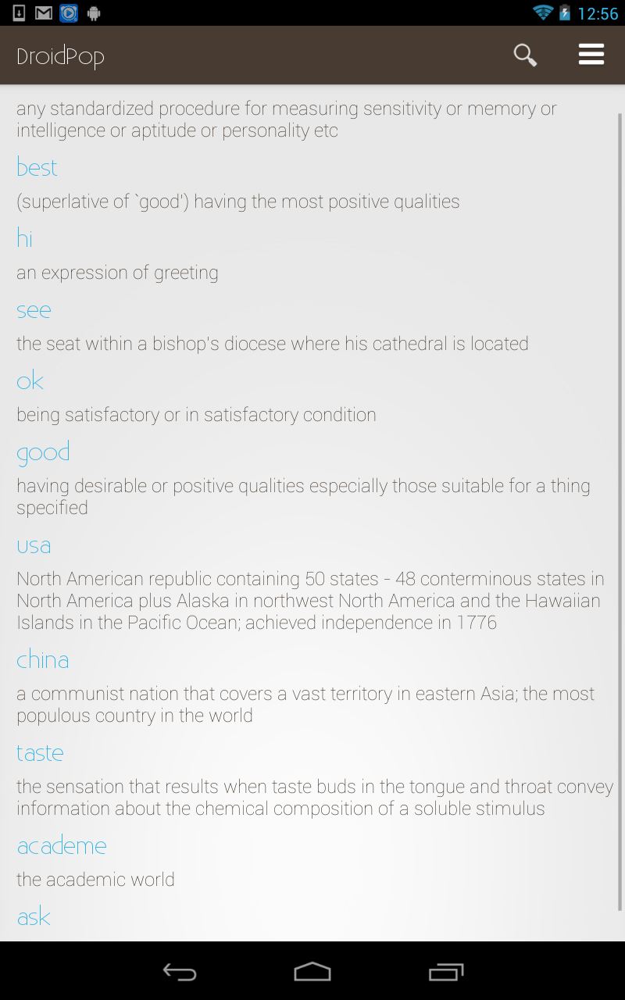 12:56
DroidPop
any standardized procedure for measuring sensitivity or memory or
intelligence or aptitude or personality etc
best
(superlative of `good') having the most positive qualities
hi
an expression of greeting
see
the seat within a bishop's diocese where his cathedral is located
ok
being satisfactory or in satisfactory condition
good
having desirable or positive qualities especially those suitable for a thing
specified
usa
North American republic containing 50 states - 48 conterminous states in
North America plus Alaska in northwest North America and the Hawaiian
Islands in the Pacific Ocean; achieved independence in 1776
china
a communist nation that covers a vast territory in eastern Asia; the most
populous country in the world
taste
the sensation that results when taste buds in the tongue and throat convey
information about the chemical composition of a soluble stimulus
academe
the academic world
ask